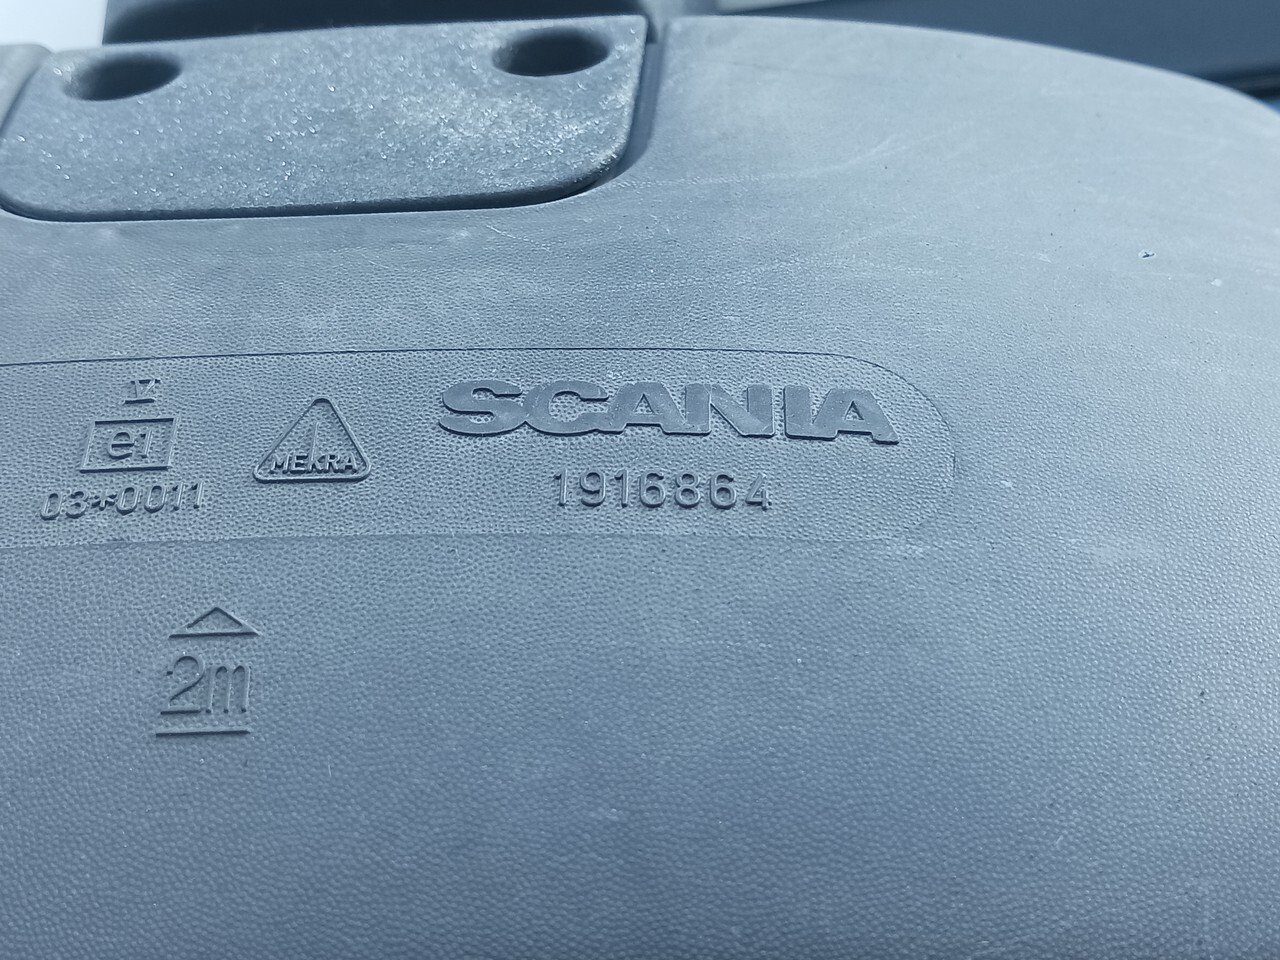 V
e1
03*0011
MEKRA
SCANIA
1916864
2m